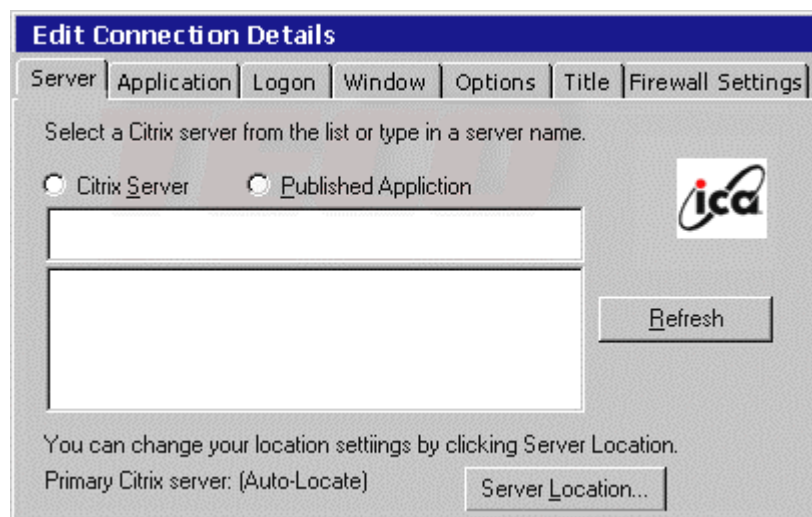 Edit Connection Details
Server Application Logon Window Options Title Firewall Settings
Select a Citrix server from the list or type in a server name.
Citrix Server Published Appliction
ica
Refresh
You can change your location settiings by clicking Server Location.
Primary Citrix server: (Auto-Locate) Server Location...